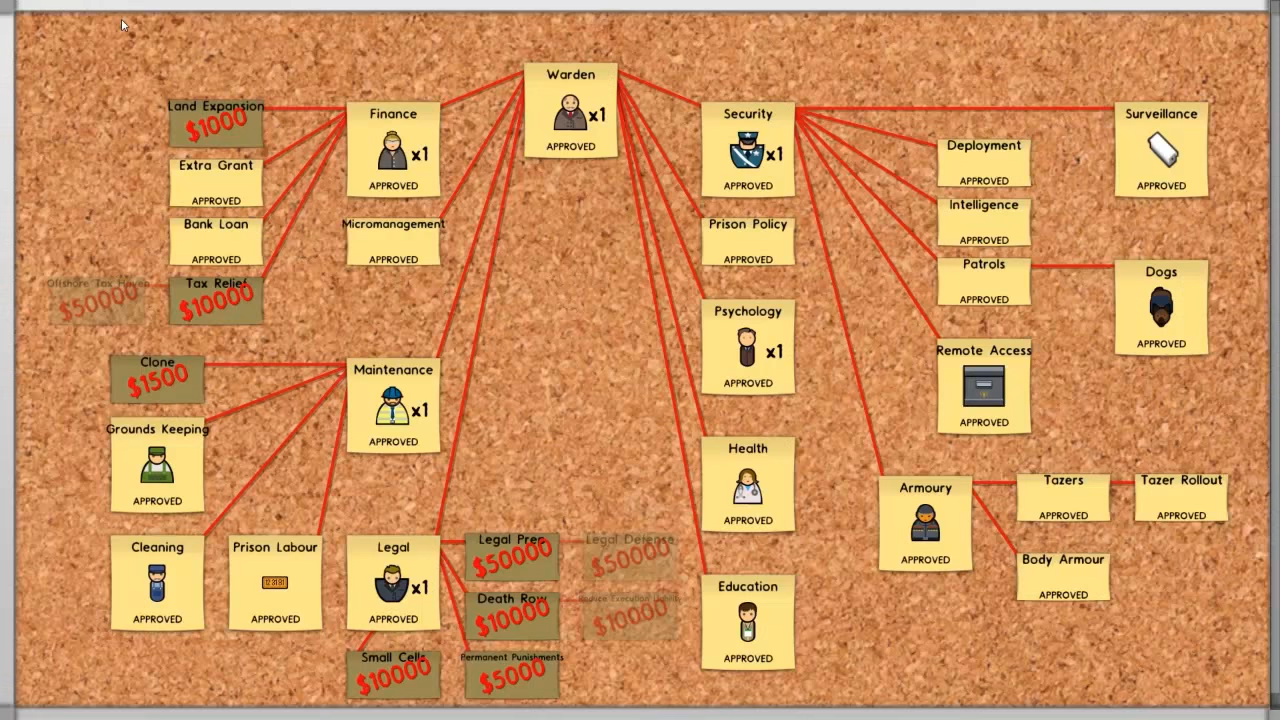 Warden
x1
APPROVED
Land Expansion
$1000
Finance
x1
APPROVED
Security
x1
APPROVED
Surveillance
APPROVED
Extra Grant
APPROVED
Deployment
APPROVED
Bank Loan
APPROVED
Micromanagement
APPROVED
Prison Policy
APPROVED
Intelligence
APPROVED
Offshore Tax Haven
$50000
Tax Relief
$10000
Patrols
APPROVED
Dogs
APPROVED
Psychology
x1
APPROVED
Remote Access
APPROVED
Clone
$1500
Maintenance
x1
APPROVED
Grounds Keeping
APPROVED
Health
APPROVED
Armoury
APPROVED
Tazers
APPROVED
Tazer Rollout
APPROVED
Cleaning
APPROVED
Prison Labour
12318
APPROVED
Legal
x1
APPROVED
Legal Prep
$50000
Legal Defense
$50000
Body Armour
APPROVED
Education
APPROVED
Death Row
$10000
Reduce Execution Liability
$10000
Small Cells
$10000
Permanent Punishments
$5000